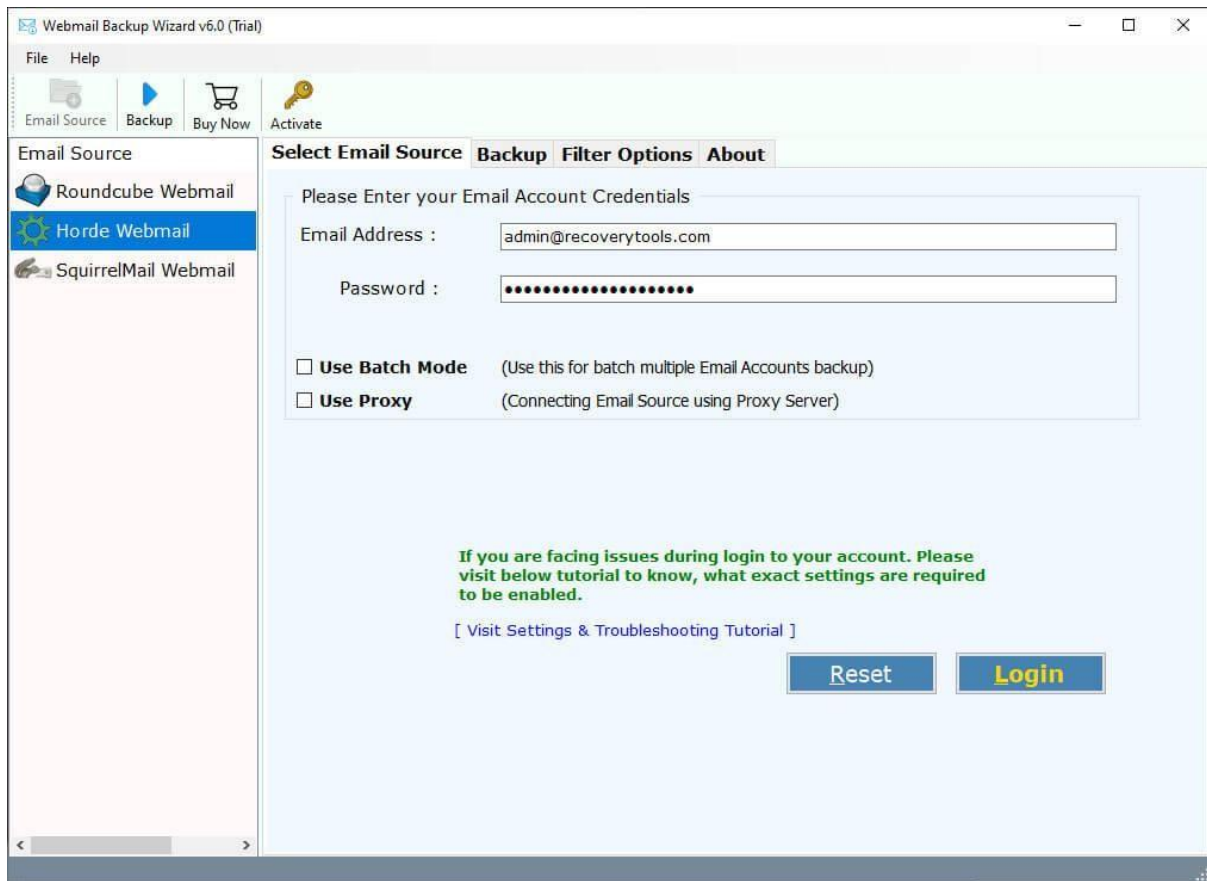 Webmail Backup Wizard v6.0 (Trial)
File Help
Email Source Backup Buy Now Activate
Email Source
Roundcube Webmail
Horde Webmail
SquirrelMail Webmail
Select Email Source Backup Filter Options About
Please Enter your Email Account Credentials
Email Address : admin@recoverytools.com
Password : ••••••••••••••••••••
Use Batch Mode (Use this for batch multiple Email Accounts backup)
Use Proxy (Connecting Email Source using Proxy Server)
If you are facing issues during login to your account. Please
visit below tutorial to know, what exact settings are required
to be enabled.
[ Visit Settings & Troubleshooting Tutorial ]
Reset Login